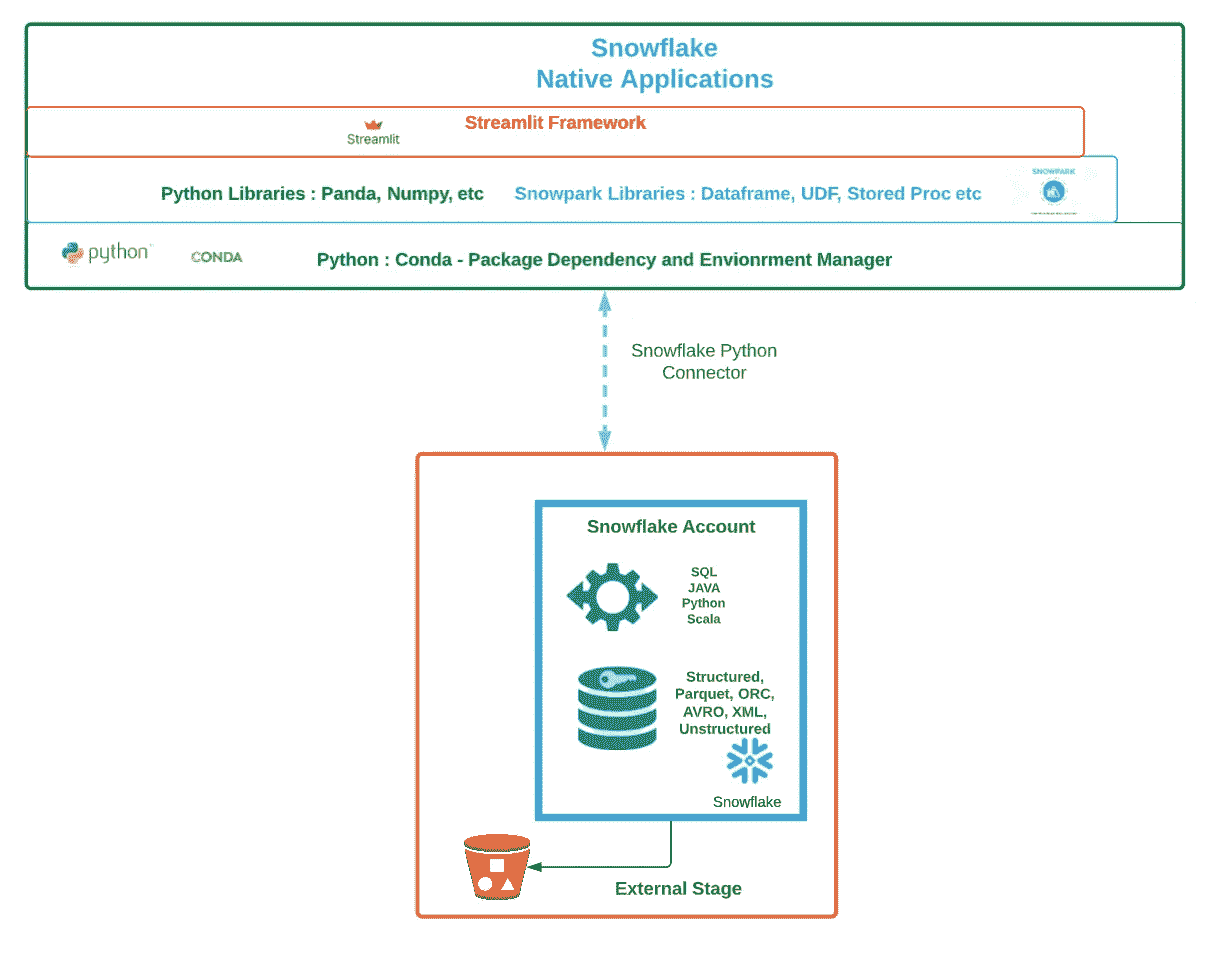 Snowflake
Native Applications
Streamlit Framework
Streamlit
Python Libraries : Panda, Numpy, etc
Snowpark Libraries : Dataframe, UDF, Stored Proc etc
SNOWPARK
python
CONDA
Python : Conda - Package Dependency and Envionrment Manager
Snowflake Python
Connector
Snowflake Account
SQL
JAVA
Python
Scala
Structured,
Parquet, ORC,
AVRO, XML,
Unstructured
Snowflake
External Stage